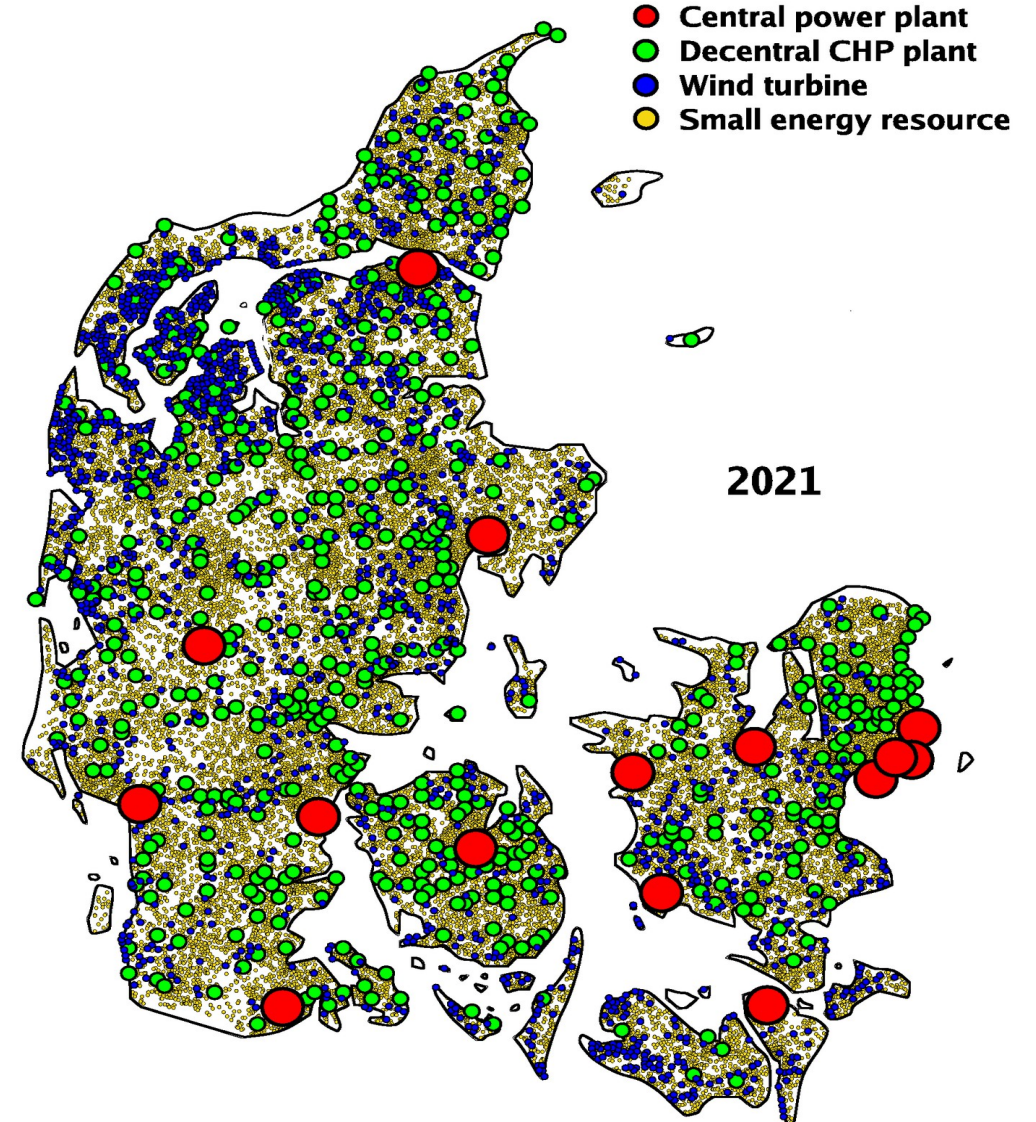 Central power plant
Decentral CHP plant
Wind turbine
Small energy resource
2021